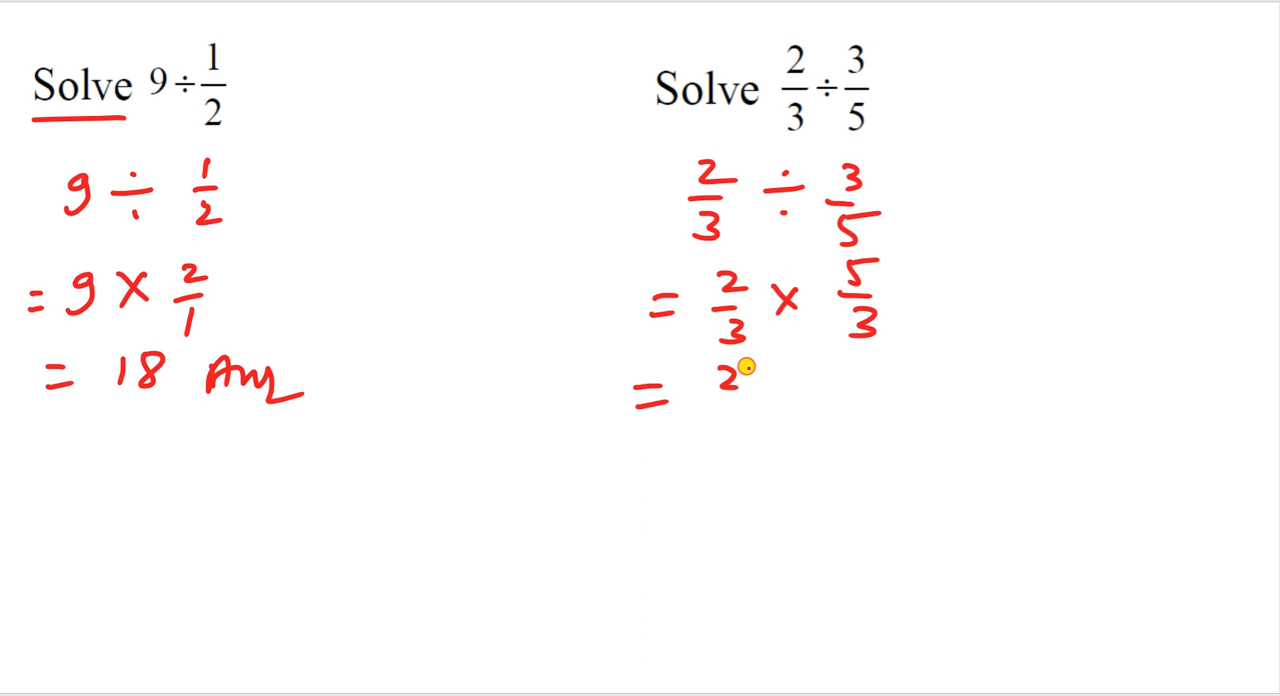 Solve 9 ÷ 1/2
9 ÷ 1/2
= 9 × 2/1
= 18 Ans
Solve 2/3 ÷ 3/5
2/3 ÷ 3/5
= 2/3 × 5/3
= 2